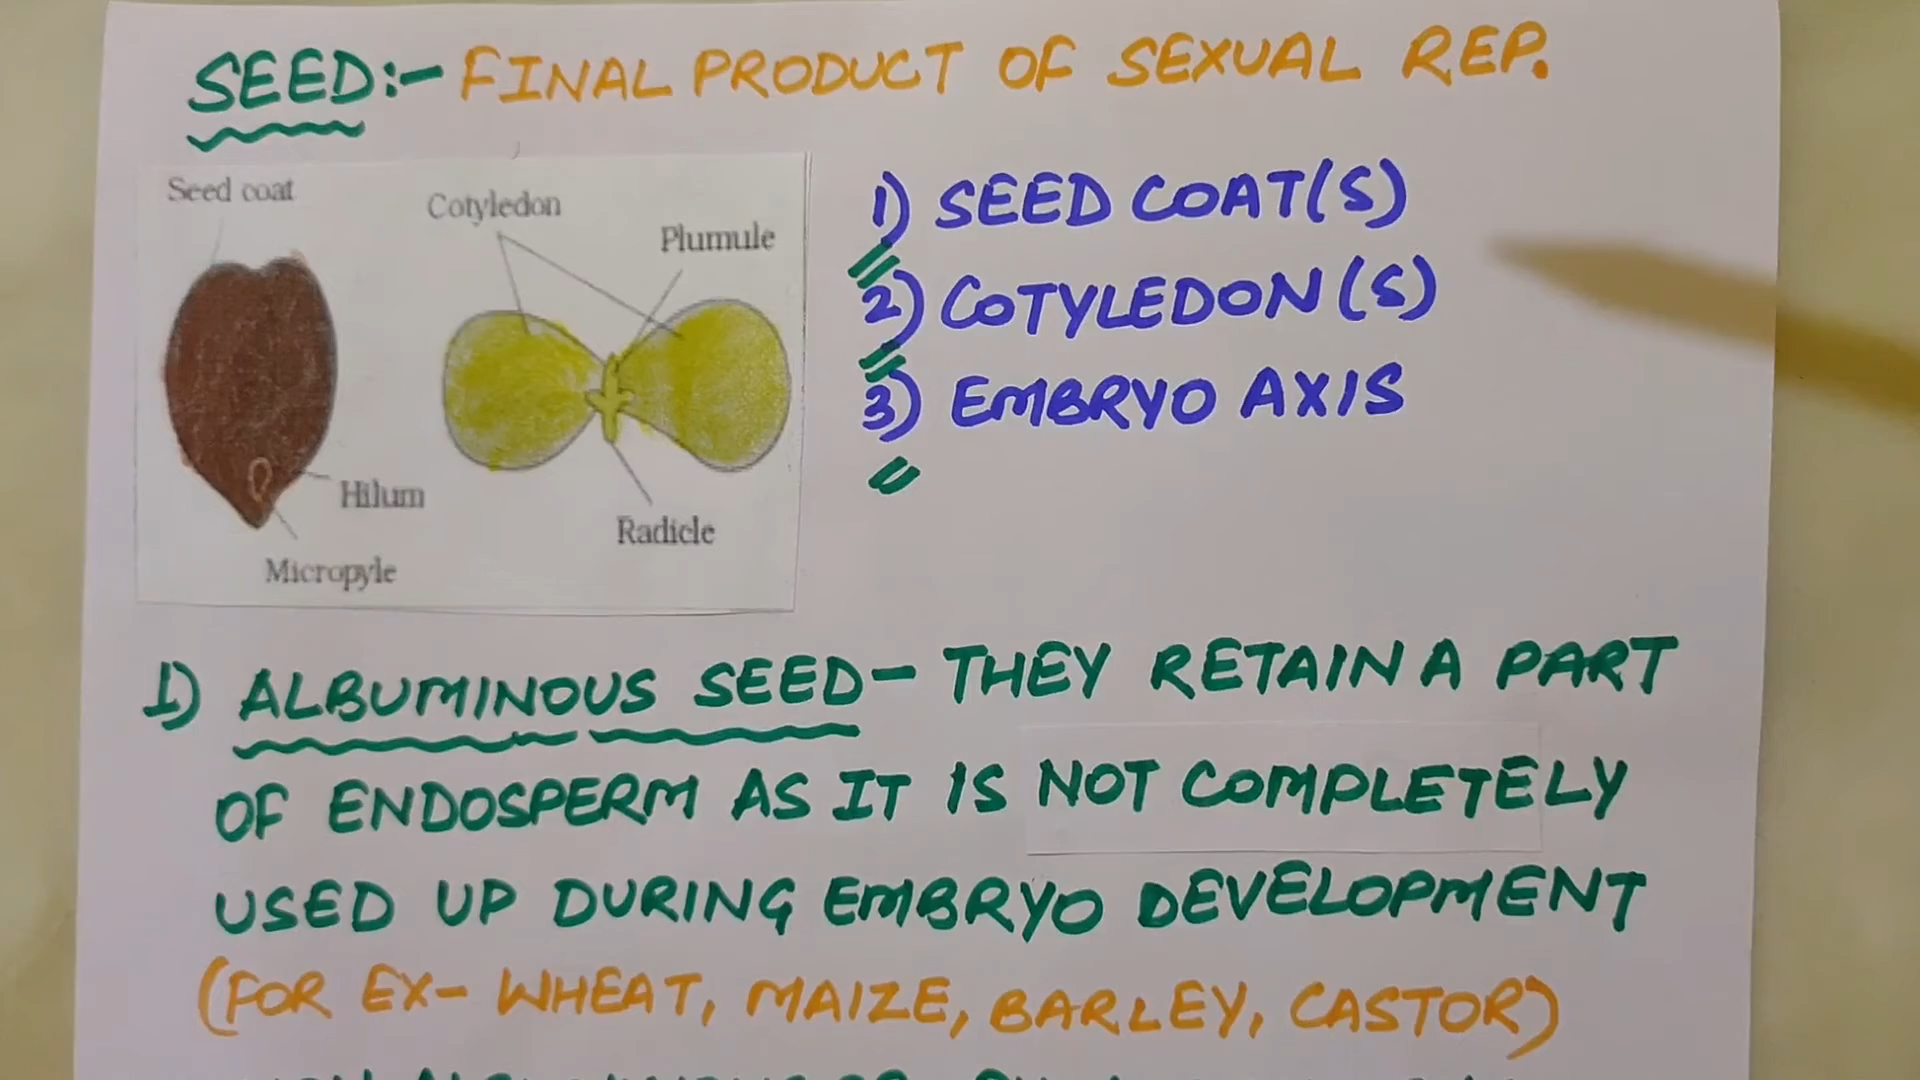 SEED:- FINAL PRODUCT OF SEXUAL REP.
Seed coat
Cotyledon
Plumule
Hilum
Radicle
Micropyle
1) SEED COAT(S)
2) COTYLEDON(S)
3) EMBRYO AXIS
1) ALBUMINOUS SEED- THEY RETAIN A PART
OF ENDOSPERM AS IT IS NOT COMPLETELY
USED UP DURING EMBRYO DEVELOPMENT
(FOR EX- WHEAT, MAIZE, BARLEY, CASTOR)